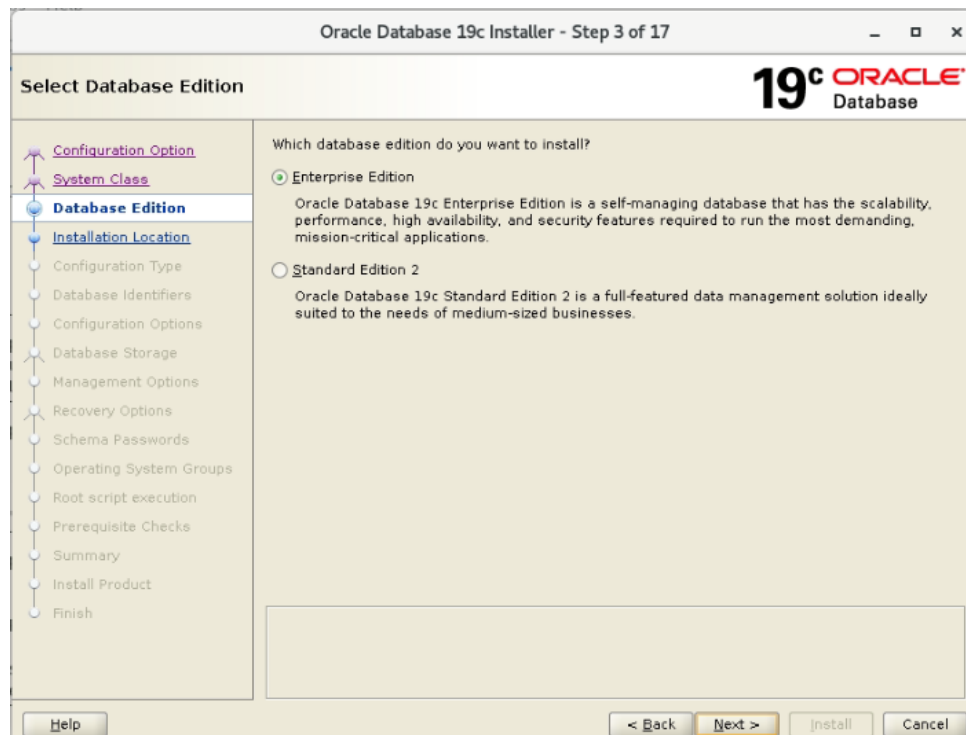 Oracle Database 19c Installer - Step 3 of 17
Select Database Edition
19c ORACLE
Database
Configuration Option
System Class
Database Edition
Installation Location
Configuration Type
Database Identifiers
Configuration Options
Database Storage
Management Options
Recovery Options
Schema Passwords
Operating System Groups
Root script execution
Prerequisite Checks
Summary
Install Product
Finish
Which database edition do you want to install?
Enterprise Edition
Oracle Database 19c Enterprise Edition is a self-managing database that has the scalability,
performance, high availability, and security features required to run the most demanding,
mission-critical applications.
Standard Edition 2
Oracle Database 19c Standard Edition 2 is a full-featured data management solution ideally
suited to the needs of medium-sized businesses.
Help
< Back
Next >
Install
Cancel